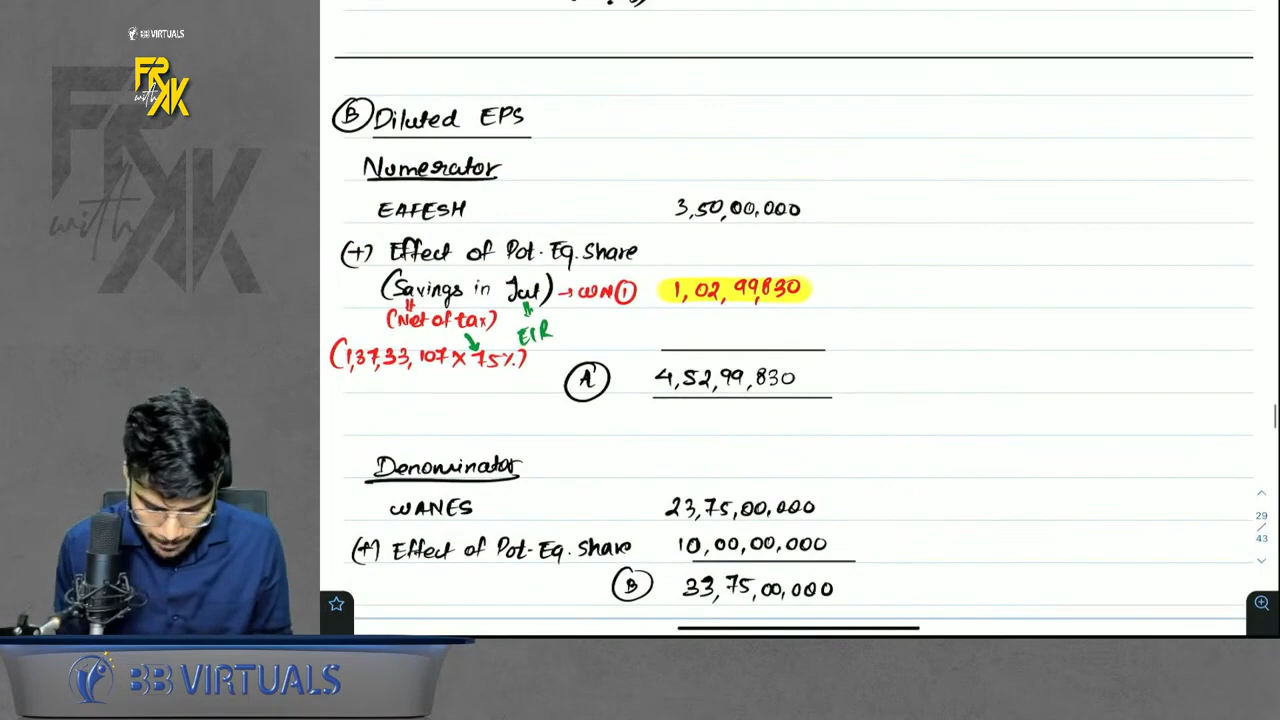 BB VIRTUALS
FR
with
KK
FR
with
KK
(B) Diluted EPS
Numerator
EAFESH 3,50,00,000
(+) Effect of Pot. Eq. Share
(Savings in Int) → WN ① 1,02,99,830
(Net of tax)
EIR
(1,37,33,107 x 75%)
(A) 4,52,99,830
Denominator
WANES 23,75,00,000
(+) Effect of Pot. Eq. Share 10,00,00,000
(B) 33,75,00,000
29
/
43
BB VIRTUALS